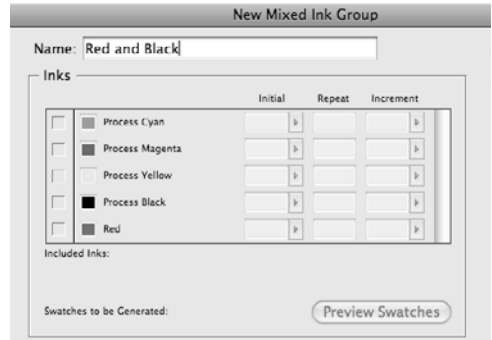 New Mixed Ink Group
Name: Red and Black
Inks
Initial Repeat Increment
Process Cyan
Process Magenta
Process Yellow
Process Black
Red
Included Inks:
Swatches to be Generated:
Preview Swatches